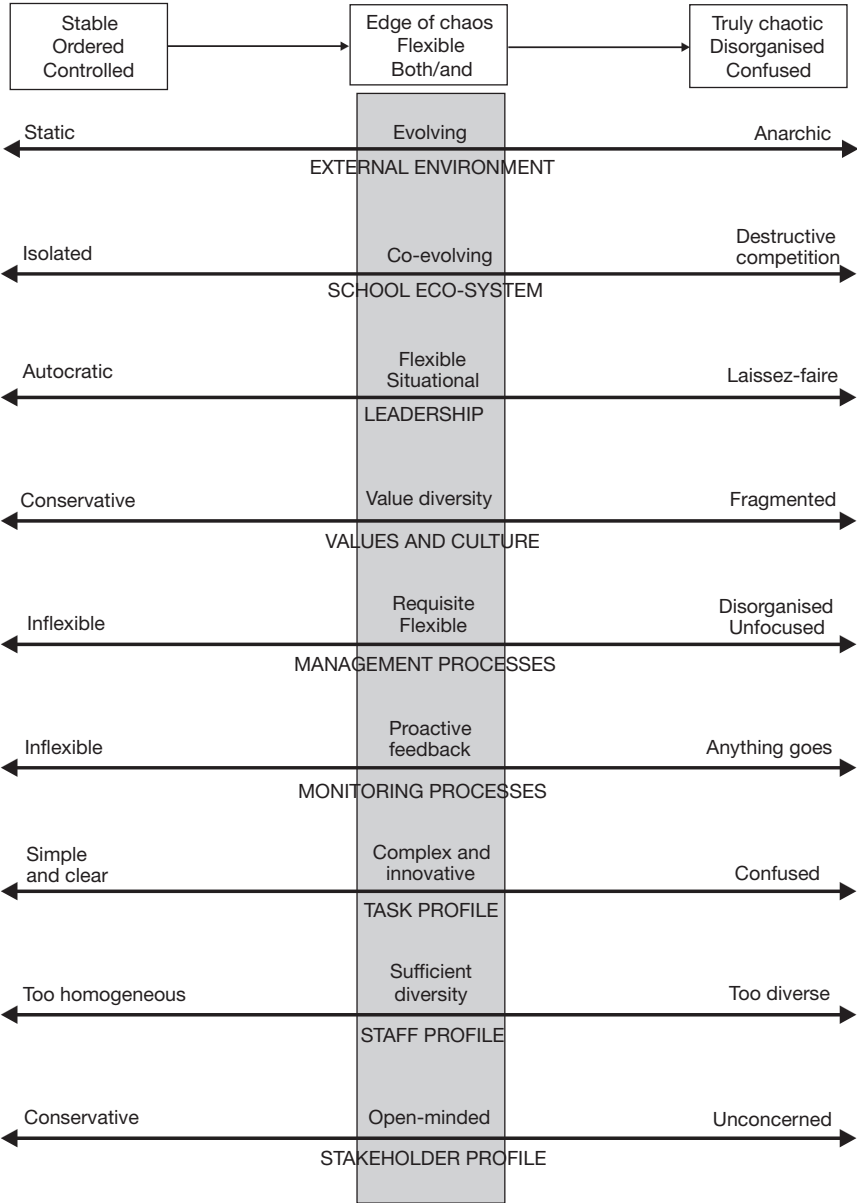 Stable
Ordered
Controlled
Edge of chaos
Flexible
Both/and
Truly chaotic
Disorganised
Confused
Static
Evolving
Anarchic
EXTERNAL ENVIRONMENT
Isolated
Co-evolving
Destructive
competition
SCHOOL ECO-SYSTEM
Autocratic
Flexible
Situational
Laissez-faire
LEADERSHIP
Conservative
Value diversity
Fragmented
VALUES AND CULTURE
Inflexible
Requisite
Flexible
Disorganised
Unfocused
MANAGEMENT PROCESSES
Inflexible
Proactive
feedback
Anything goes
MONITORING PROCESSES
Simple
and clear
Complex and
innovative
Confused
TASK PROFILE
Too homogeneous
Sufficient
diversity
Too diverse
STAFF PROFILE
Conservative
Open-minded
Unconcerned
STAKEHOLDER PROFILE